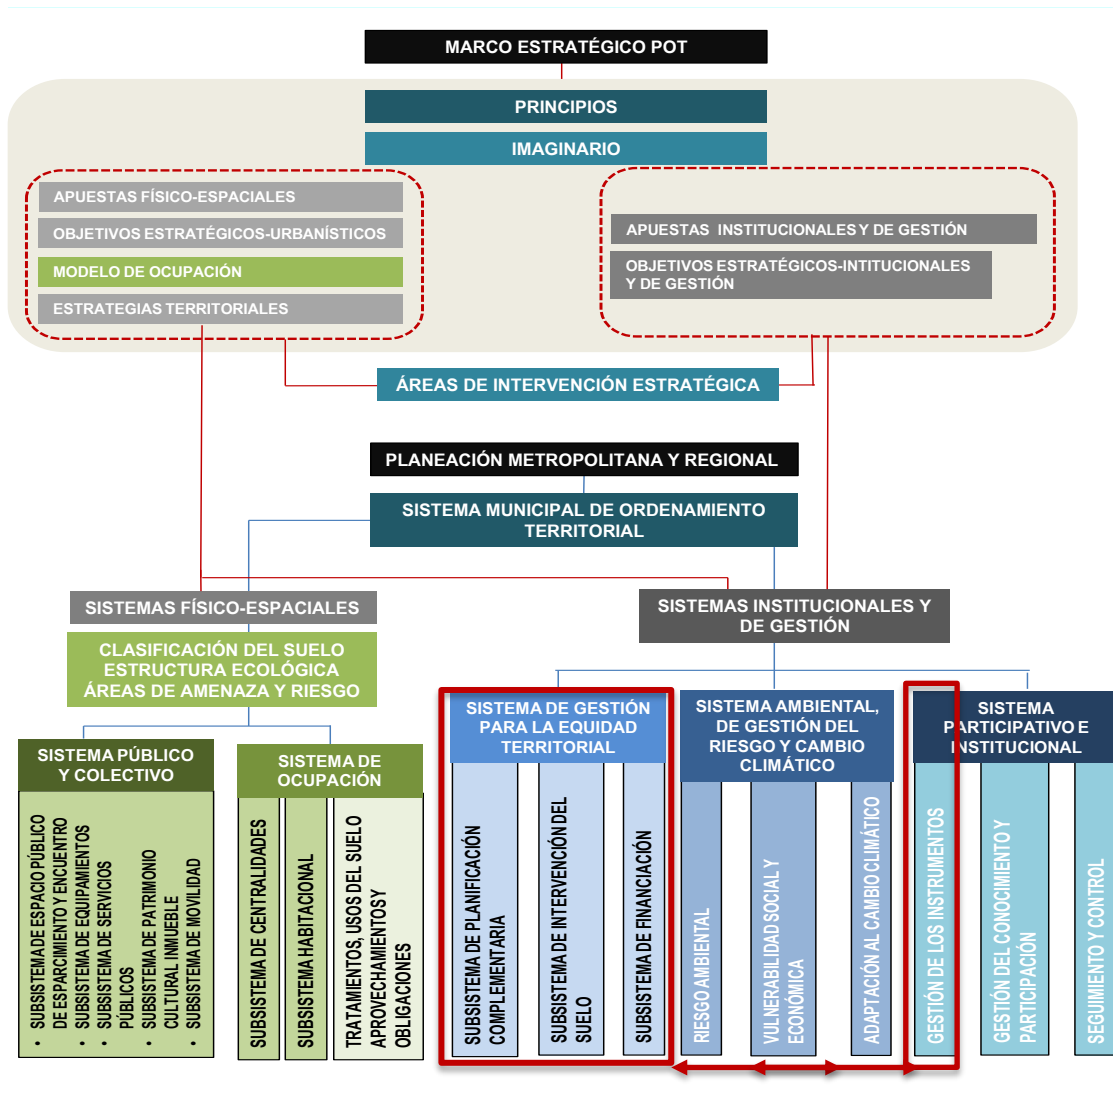 MARCO ESTRATÉGICO POT
PRINCIPIOS
IMAGINARIO
APUESTAS FÍSICO-ESPACIALES
OBJETIVOS ESTRATÉGICOS-URBANÍSTICOS
MODELO DE OCUPACIÓN
ESTRATEGIAS TERRITORIALES
APUESTAS INSTITUCIONALES Y DE GESTIÓN
OBJETIVOS ESTRATÉGICOS-INTITUCIONALES
Y DE GESTIÓN
ÁREAS DE INTERVENCIÓN ESTRATÉGICA
PLANEACIÓN METROPOLITANA Y REGIONAL
SISTEMA MUNICIPAL DE ORDENAMIENTO
TERRITORIAL
SISTEMAS FÍSICO-ESPACIALES
SISTEMAS INSTITUCIONALES Y
DE GESTIÓN
CLASIFICACIÓN DEL SUELO
ESTRUCTURA ECOLÓGICA
ÁREAS DE AMENAZA Y RIESGO
SISTEMA PÚBLICO
Y COLECTIVO
SISTEMA DE
OCUPACIÓN
SISTEMA DE GESTIÓN
PARA LA EQUIDAD
TERRITORIAL
SISTEMA AMBIENTAL,
DE GESTIÓN DEL
RIESGO Y CAMBIO
CLIMÁTICO
SISTEMA
PARTICIPATIVO E
INSTITUCIONAL
• SUBSISTEMA DE ESPACIO PÚBLICO
DE ESPARCIMIENTO Y ENCUENTRO
• SUBSISTEMA DE EQUIPAMIENTOS
• SUBSISTEMA DE SERVICIOS
PÚBLICOS
• SUBSISTEMA DE PATRIMONIO
CULTURAL INMUEBLE
• SUBSISTEMA DE MOVILIDAD
SUBSISTEMA DE CENTRALIDADES
SUBSISTEMA HABITACIONAL
TRATAMIENTOS, USOS DEL SUELO
APROVECHAMIENTOS Y
OBLIGACIONES
SUBSISTEMA DE PLANIFICACIÓN
COMPLEMENTARIA
SUBSISTEMA DE INTERVENCIÓN DEL
SUELO
SUBSISTEMA DE FINANCIACIÓN
RIESGO AMBIENTAL
VULNERABILIDAD SOCIAL Y
ECONÓMICA
ADAPTACIÓN AL CAMBIO CLIMÁTICO
GESTIÓN DE LOS INSTRUMENTOS
GESTIÓN DEL CONOCIMIENTO Y
PARTICIPACIÓN
SEGUIMIENTO Y CONTROL